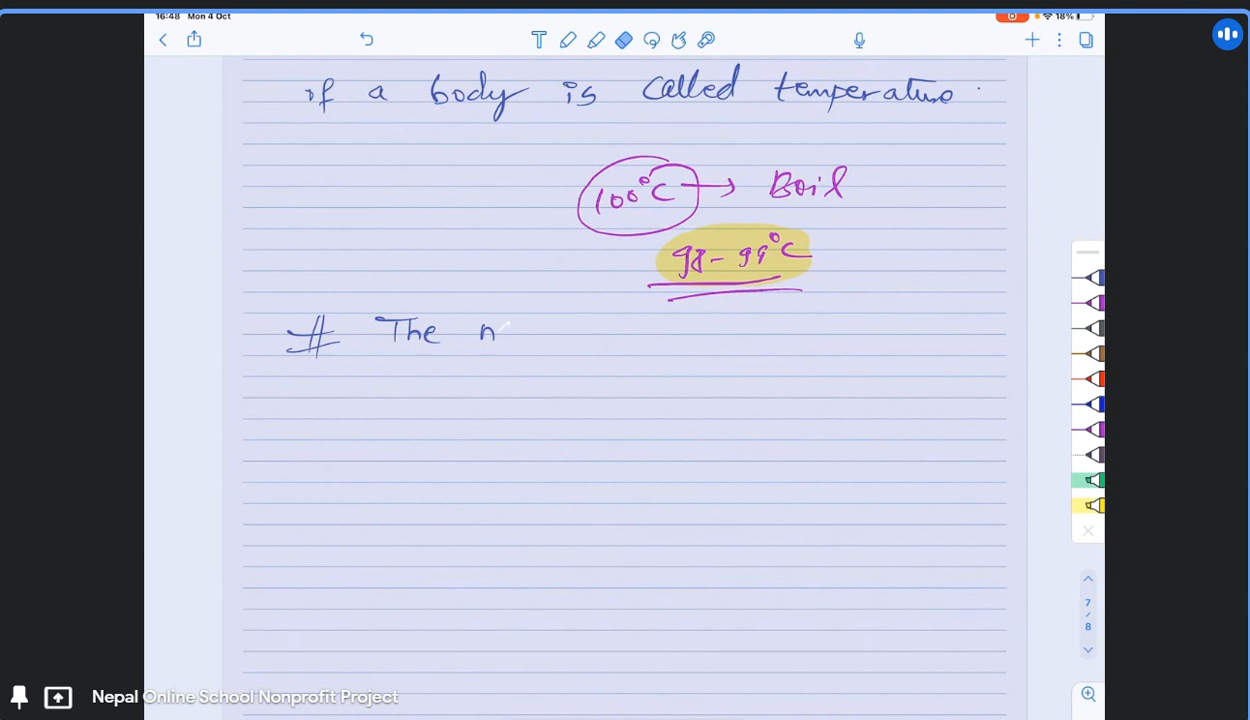 16:48 Mon 4 Oct
18%
T
of a body is called temperature.
100°C → Boil
98 - 99°C
# The n
7
/
8
Nepal Online School Nonprofit Project